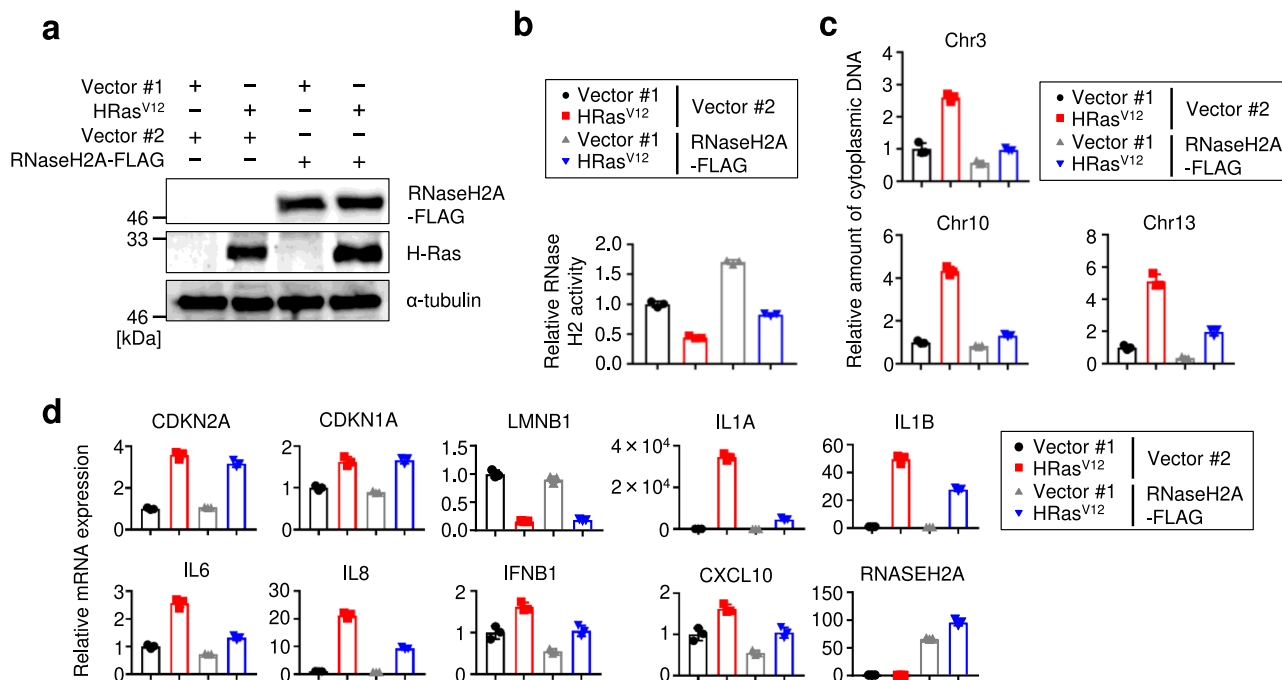 a
Vector #1 + – + –
HRasV12 – + – +
Vector #2 + + – –
RNaseH2A-FLAG – – + +
46
RNaseH2A
-FLAG
33
H-Ras
46
α-tubulin
[kDa]
b
Vector #1
HRasV12
Vector #2
Vector #1
HRasV12
RNaseH2A
-FLAG
Relative RNase
H2 activity
2.0
1.5
1.0
0.5
0.0
c
Relative amount of cytoplasmic DNA
Chr3
4
3
2
1
0
Vector #1
HRasV12
Vector #2
Vector #1
HRasV12
RNaseH2A
-FLAG
Chr10
6
4
2
0
Chr13
8
6
4
2
0
d
Relative mRNA expression
CDKN2A
4
2
0
CDKN1A
2
1
0
LMNB1
1.5
1.0
0.5
0.0
IL1A
4 × 10⁴
2 × 10⁴
0
IL1B
60
40
20
0
Vector #1
HRasV12
Vector #2
Vector #1
HRasV12
RNaseH2A
-FLAG
IL6
3
2
1
0
IL8
30
20
10
0
IFNB1
2
1
0
CXCL10
2
1
0
RNASEH2A
150
100
50
0